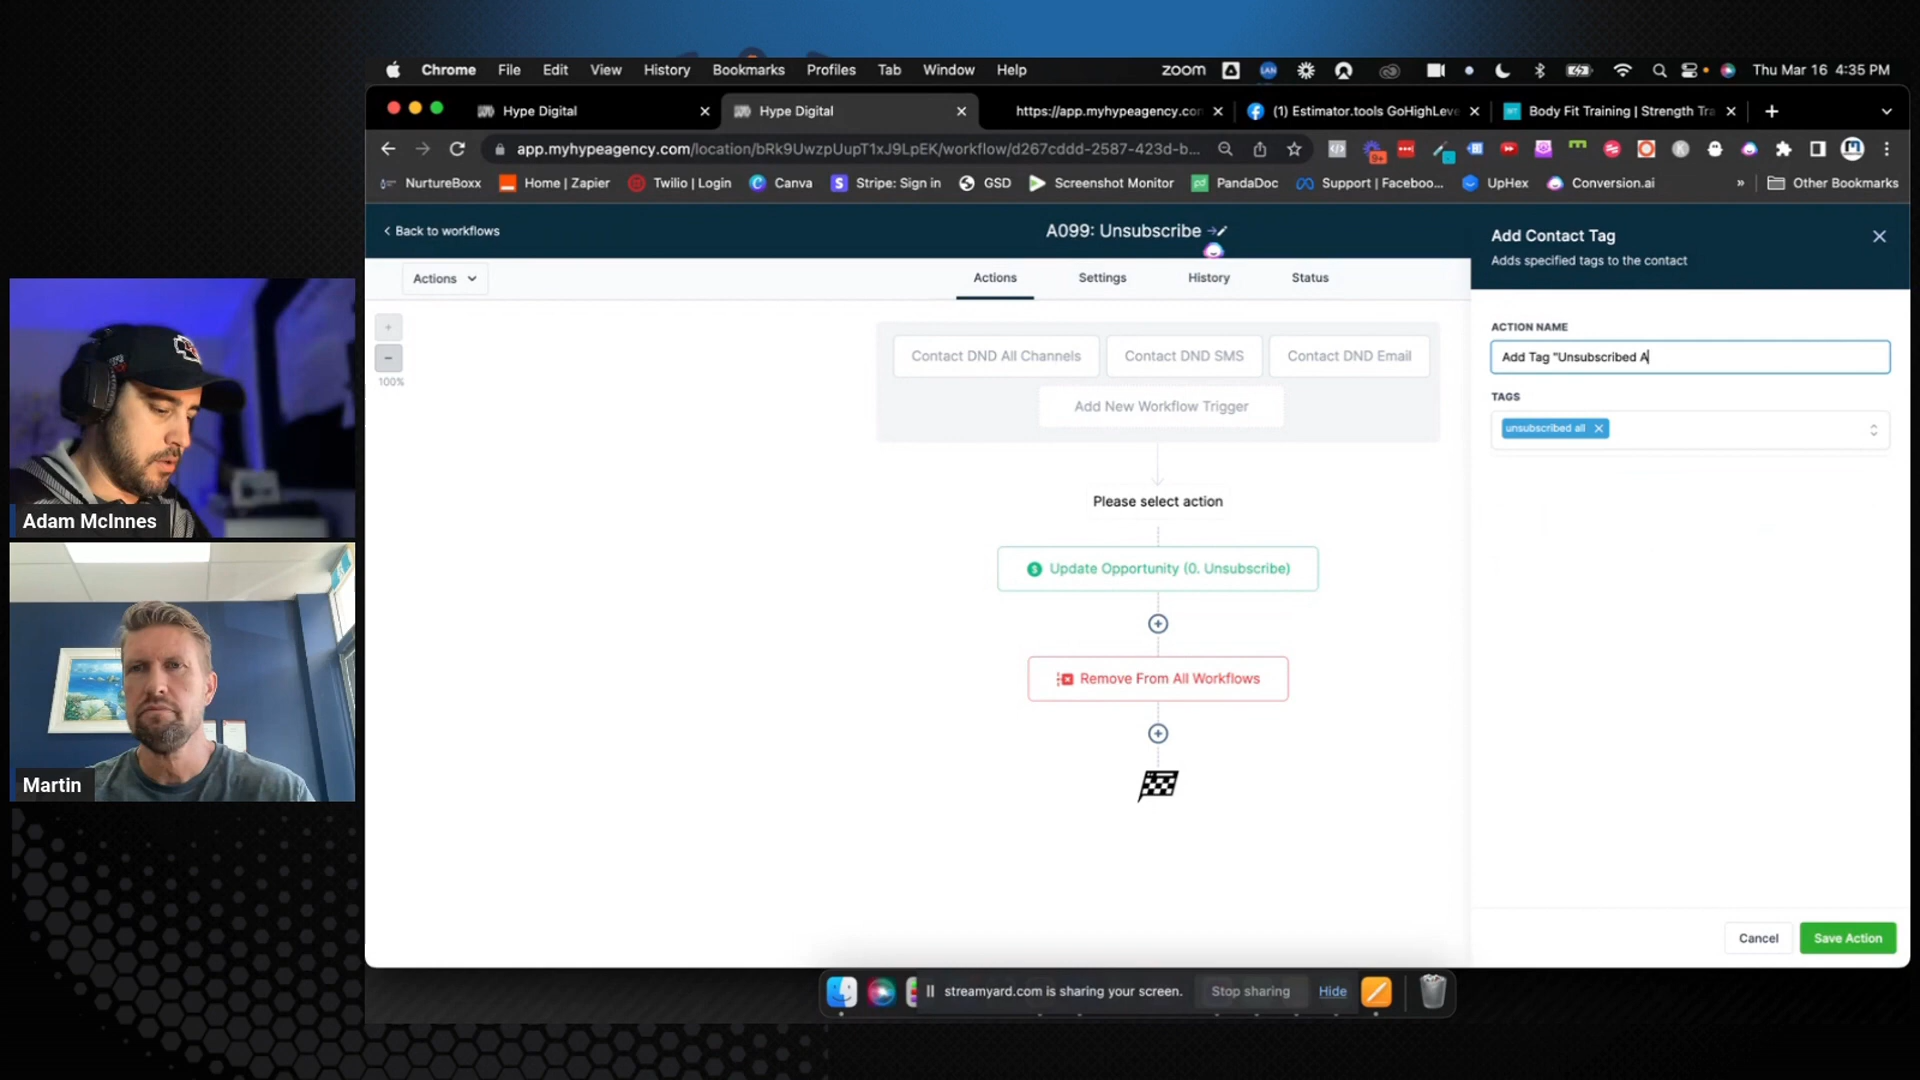 Chrome File Edit View History Bookmarks Profiles Tab Window Help zoom LAN Thu Mar 16 4:35 PM
Hype Digital Hype Digital https://app.myhypeagency.con (1) Estimator.tools GoHighLeve Body Fit Training | Strength Tra
app.myhypeagency.com/location/bRk9UwzpUupT1xJ9LpEK/workflow/d267cddd-2587-423d-b... 9+
NurtureBoxx Home | Zapier Twilio | Login Canva Stripe: Sign in GSD Screenshot Monitor PandaDoc Support | Faceboo... UpHex Conversion.ai » Other Bookmarks
Back to workflows
A099: Unsubscribe
Actions
Actions Settings History Status
100%
Contact DND All Channels Contact DND SMS Contact DND Email
Add New Workflow Trigger
Please select action
Update Opportunity (0. Unsubscribe)
Remove From All Workflows
Add Contact Tag
Adds specified tags to the contact
ACTION NAME
Add Tag "Unsubscribed A
TAGS
unsubscribed all
Cancel Save Action
Adam McInnes
Martin
streamyard.com is sharing your screen. Stop sharing Hide